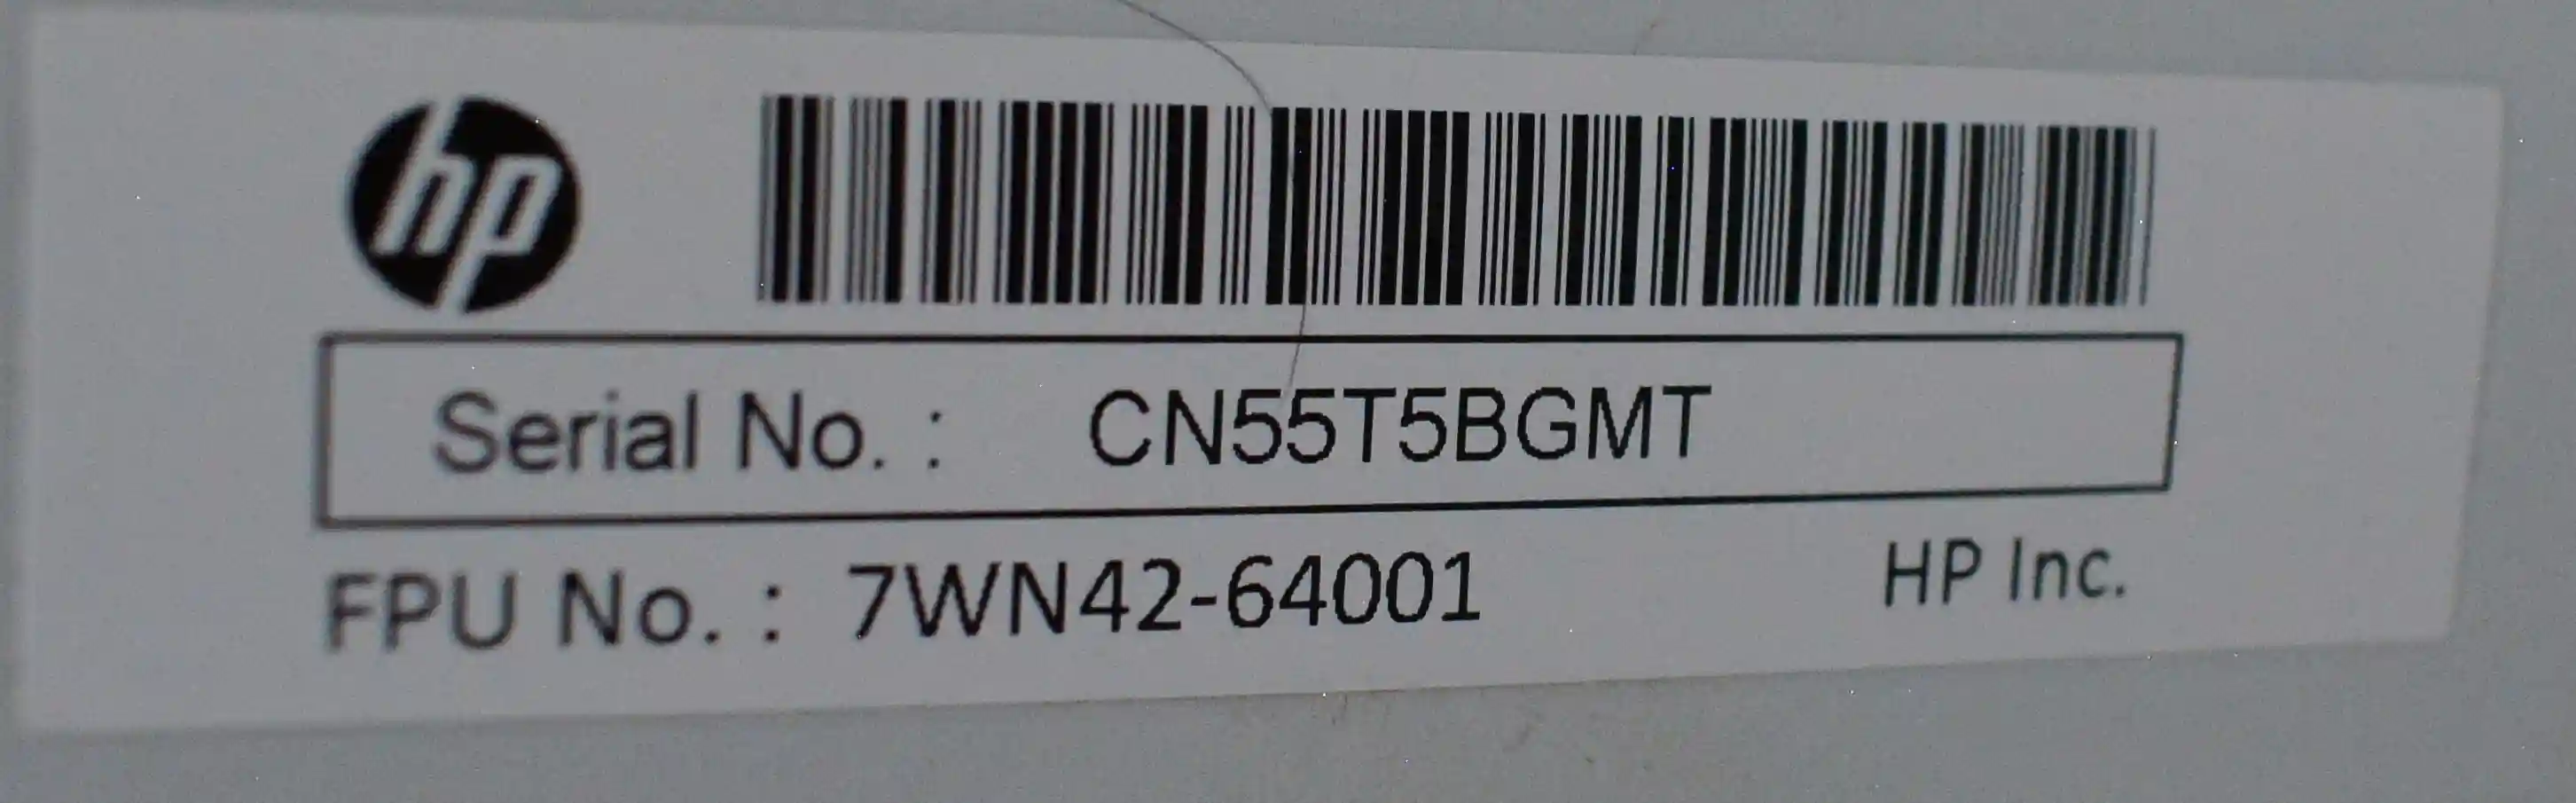 hp
Serial No. : CN55T5BGMT
FPU No. : 7WN42-64001
HP Inc.